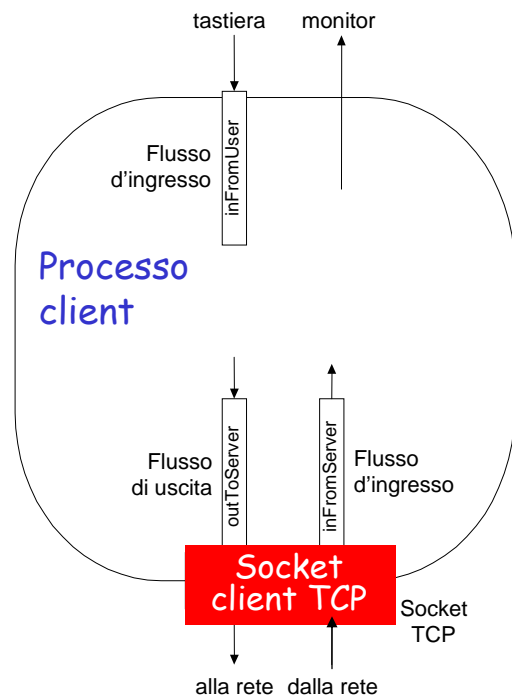 tastiera
monitor
Flusso
d'ingresso
inFromUser
Processo
client
Flusso
di uscita
outToServer
inFromServer
Flusso
d'ingresso
Socket
client TCP
Socket
TCP
alla rete
dalla rete